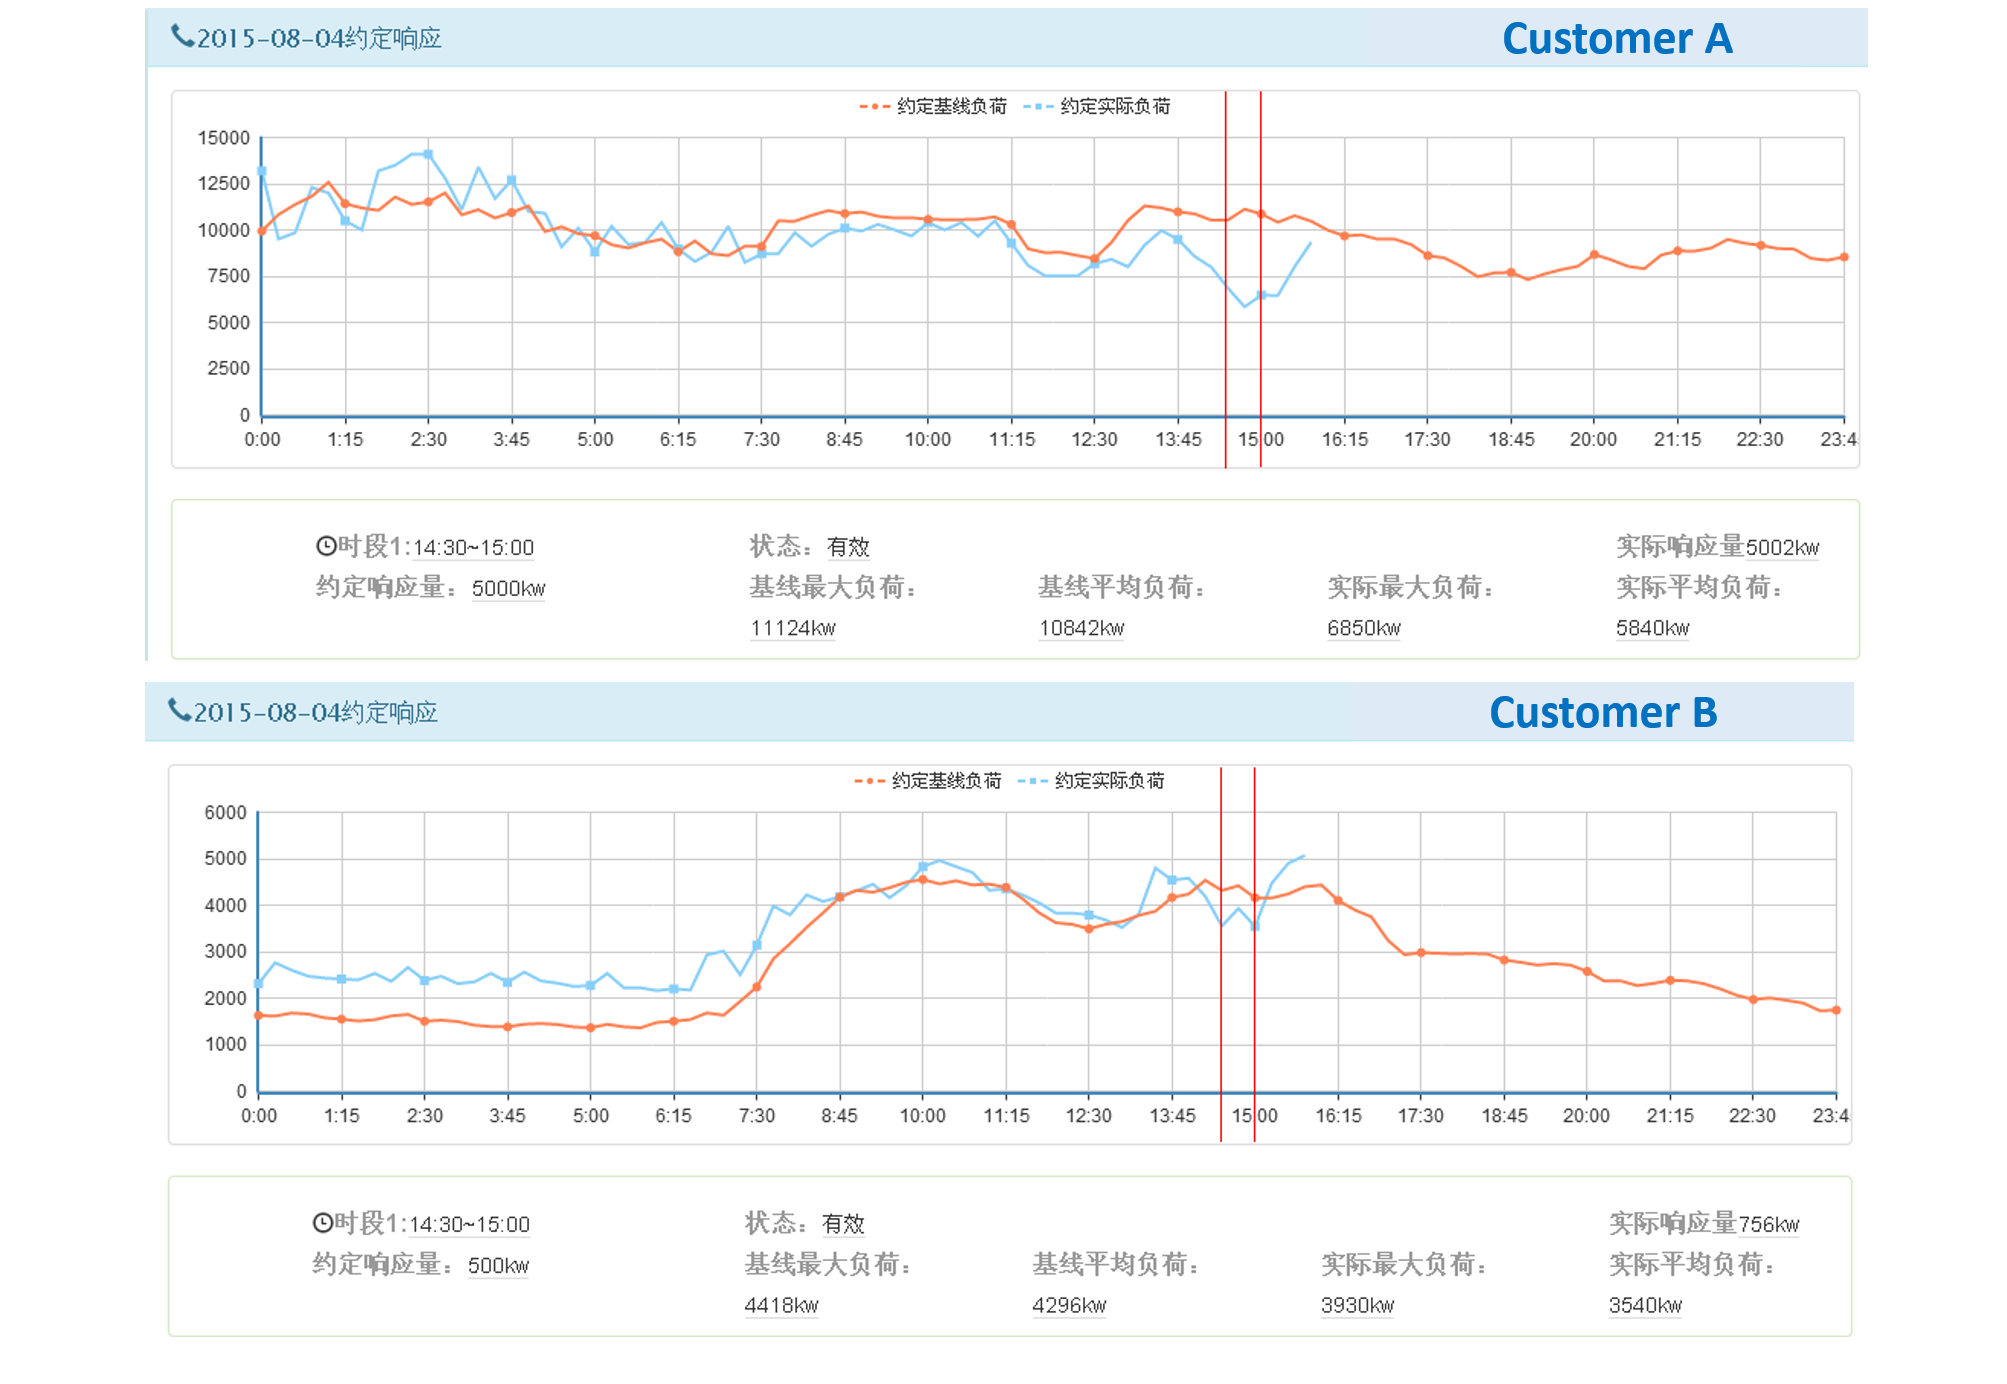 2015-08-04约定响应 Customer A
约定基线负荷 约定实际负荷
15000
12500
10000
7500
5000
2500
0
0:00 1:15 2:30 3:45 5:00 6:15 7:30 8:45 10:00 11:15 12:30 13:45 15:00 16:15 17:30 18:45 20:00 21:15 22:30 23:4
时段1:14:30~15:00 状态：有效 实际响应量5002kw
约定响应量：5000kw 基线最大负荷： 基线平均负荷： 实际最大负荷： 实际平均负荷：
11124kw 10842kw 6850kw 5840kw
2015-08-04约定响应 Customer B
约定基线负荷 约定实际负荷
6000
5000
4000
3000
2000
1000
0
0:00 1:15 2:30 3:45 5:00 6:15 7:30 8:45 10:00 11:15 12:30 13:45 15:00 16:15 17:30 18:45 20:00 21:15 22:30 23:4
时段1:14:30~15:00 状态：有效 实际响应量756kw
约定响应量：500kw 基线最大负荷： 基线平均负荷： 实际最大负荷： 实际平均负荷：
4418kw 4296kw 3930kw 3540kw